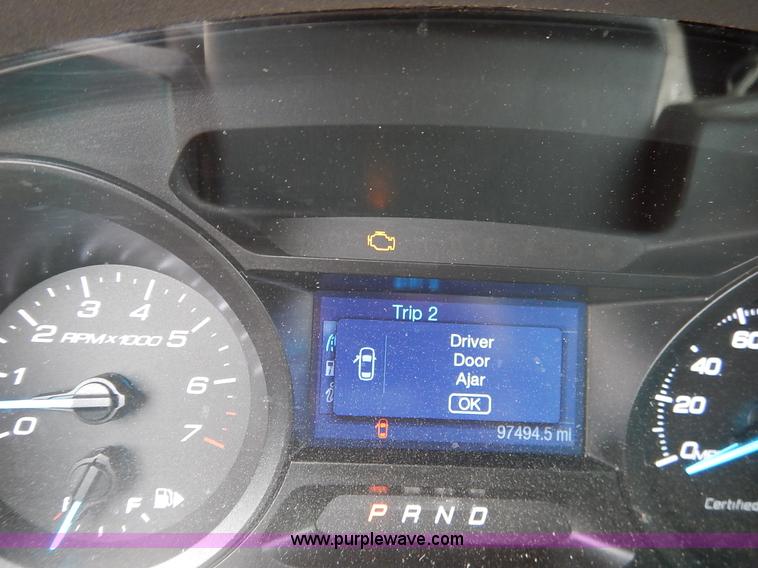 Trip 2
Driver
Door
Ajar
OK
97494.5 mi
0
1
2
3
4
5
6
7
RPMX1000
F
P R N D
0
20
40
60
Certified
www.purplewave.com